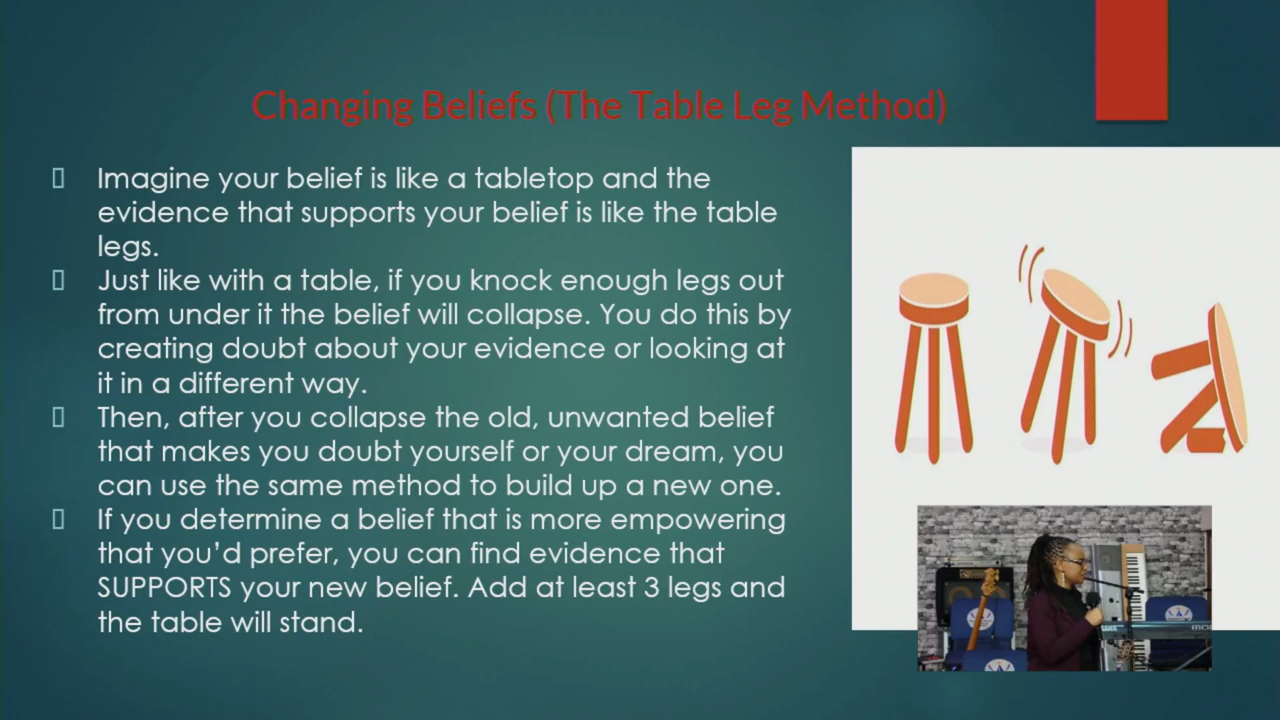 Changing Beliefs (The Table Leg Method)
Imagine your belief is like a tabletop and the
evidence that supports your belief is like the table
legs.
Just like with a table, if you knock enough legs out
from under it the belief will collapse. You do this by
creating doubt about your evidence or looking at
it in a different way.
Then, after you collapse the old, unwanted belief
that makes you doubt yourself or your dream, you
can use the same method to build up a new one.
If you determine a belief that is more empowering
that you’d prefer, you can find evidence that
SUPPORTS your new belief. Add at least 3 legs and
the table will stand.